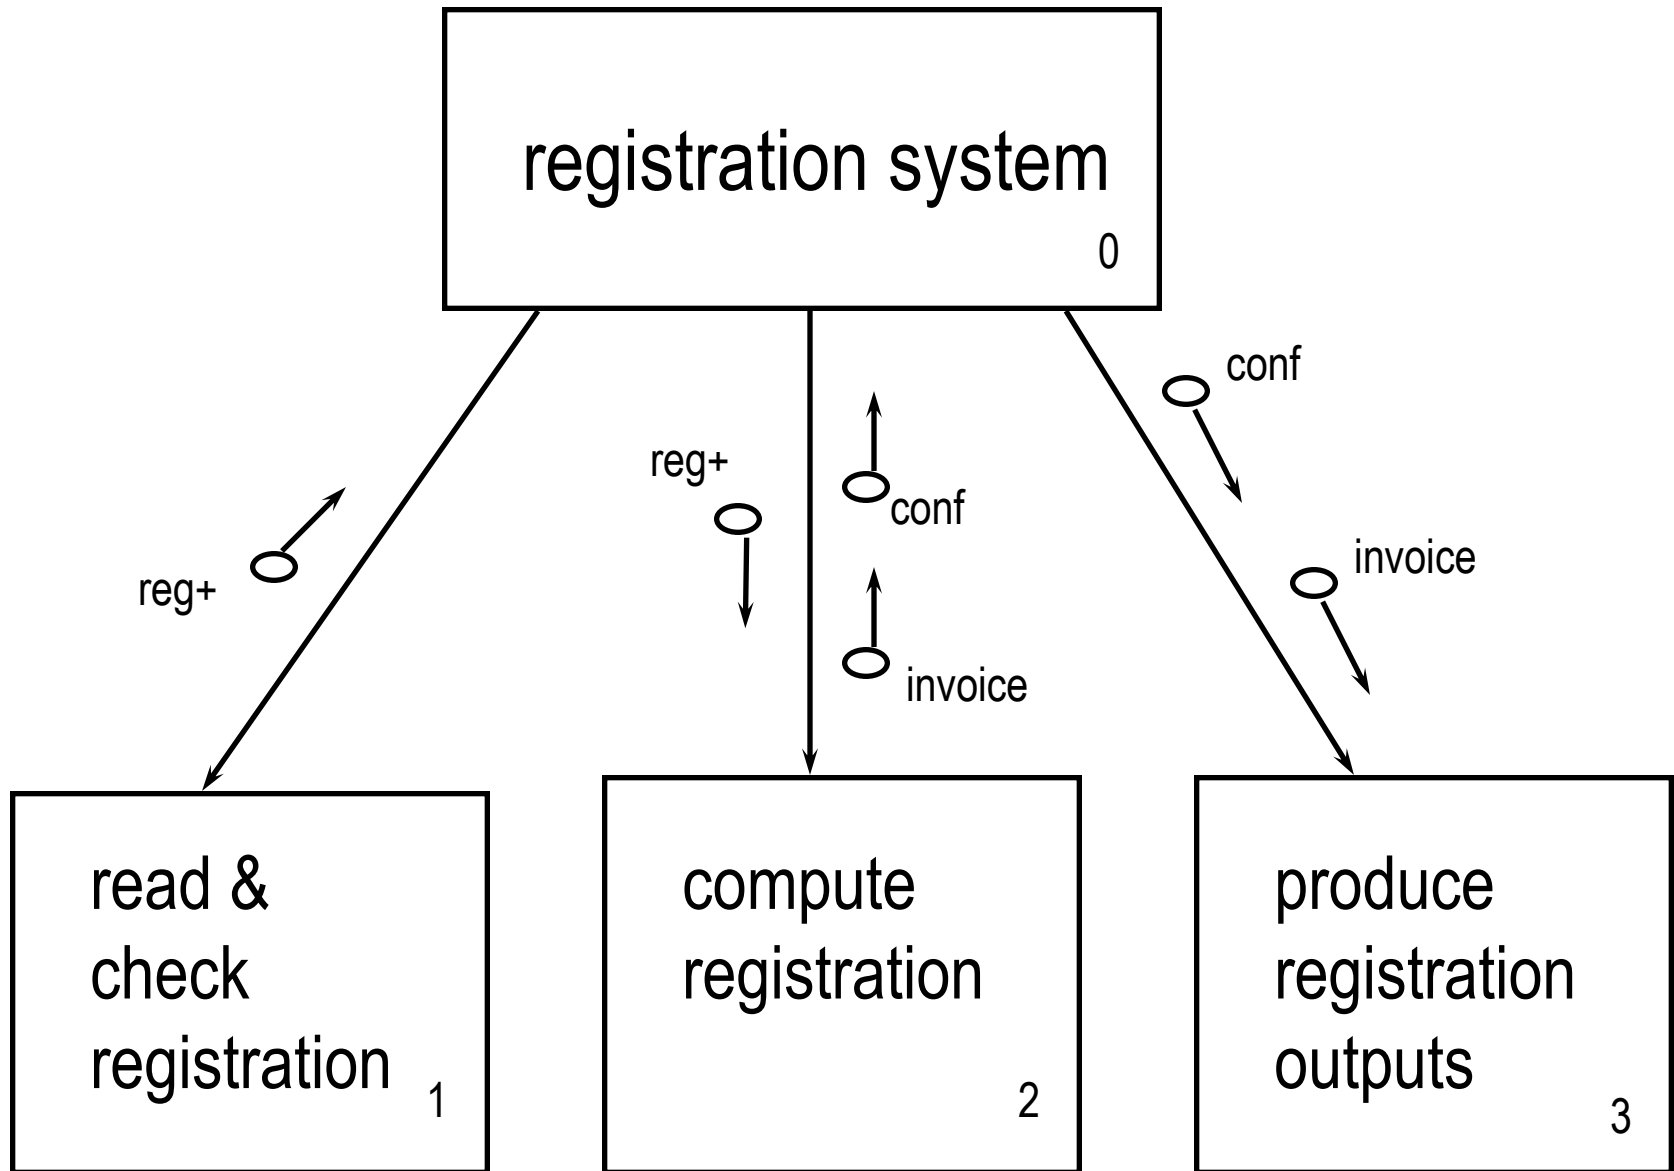 registration system
0
conf
reg+
conf
invoice
reg+
invoice
read &
check
registration
1
compute
registration
2
produce
registration
outputs
3